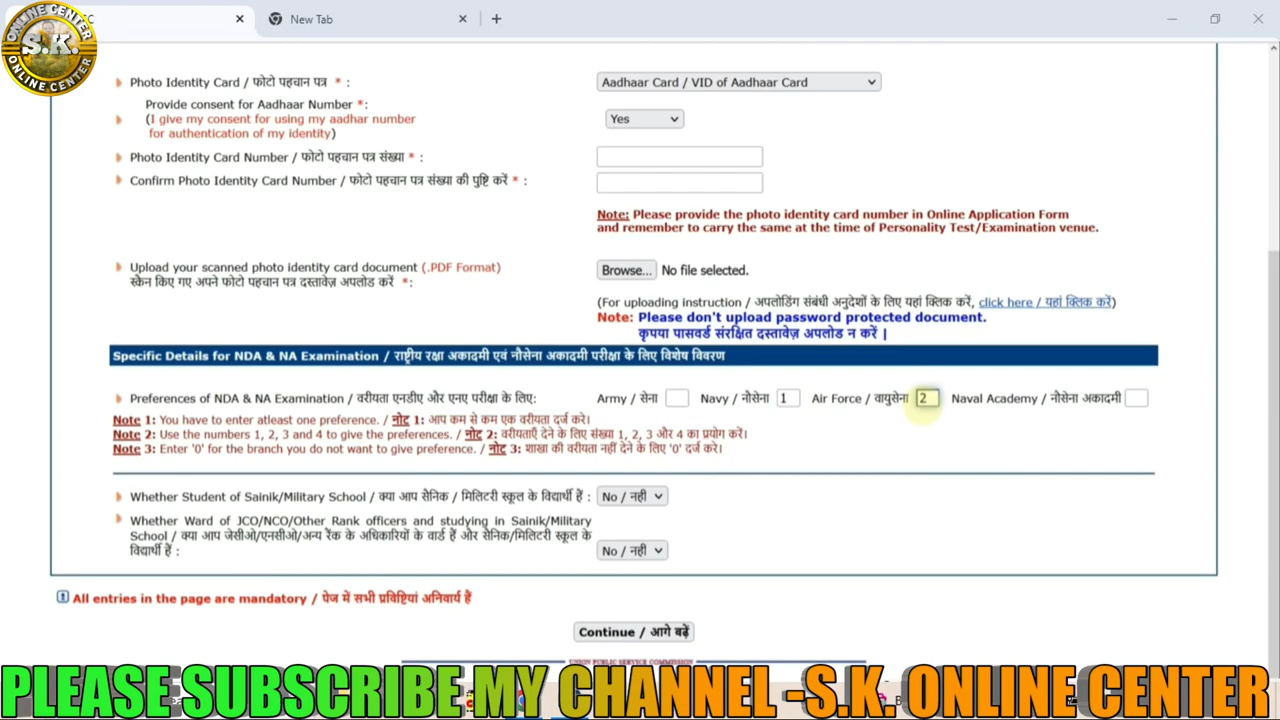 ONLINE CENTER
S.K.
ONLINE CENTER
New Tab
Photo Identity Card / फोटो पहचान पत्र * :
Aadhaar Card / VID of Aadhaar Card
Provide consent for Aadhaar Number *:
(I give my consent for using my aadhar number
for authentication of my identity)
Yes
Photo Identity Card Number / फोटो पहचान पत्र संख्या * :
Confirm Photo Identity Card Number / फोटो पहचान पत्र संख्या की पुष्टि करें * :
Note: Please provide the photo identity card number in Online Application Form
and remember to carry the same at the time of Personality Test/Examination venue.
Upload your scanned photo identity card document (.PDF Format)
स्कैन किए गए अपने फोटो पहचान पत्र दस्तावेज़ अपलोड करें *:
Browse... No file selected.
(For uploading instruction / अपलोडिंग संबंधी अनुदेशों के लिए यहां क्लिक करें, click here / यहां क्लिक करें)
Note: Please don't upload password protected document.
कृपया पासवर्ड संरक्षित दस्तावेज़ अपलोड न करें |
Specific Details for NDA & NA Examination / राष्ट्रीय रक्षा अकादमी एवं नौसेना अकादमी परीक्षा के लिए विशेष विवरण
Preferences of NDA & NA Examination / वरीयता एनडीए और एनए परीक्षा के लिए: Army / सेना Navy / नौसेना 1 Air Force / वायुसेना 2 Naval Academy / नौसेना अकादमी
Note 1: You have to enter atleast one preference. / नोट 1: आप कम से कम एक वरीयता दर्ज करे।
Note 2: Use the numbers 1, 2, 3 and 4 to give the preferences. / नोट 2: वरीयताएँ देने के लिए संख्या 1, 2, 3 और 4 का प्रयोग करें।
Note 3: Enter '0' for the branch you do not want to give preference. / नोट 3: शाखा की वरीयता नहीं देने के लिए '0' दर्ज करे।
Whether Student of Sainik/Military School / क्या आप सैनिक / मिलिटरी स्कूल के विद्यार्थी हैं : No / नही
Whether Ward of JCO/NCO/Other Rank officers and studying in Sainik/Military
School / क्या आप जेसीओ/एनसीओ/अन्य रैंक के अधिकारियों के वार्ड हैं और सैनिक/मिलिटरी स्कूल के
विद्यार्थी हैं : No / नही
All entries in the page are mandatory / पेज में सभी प्रविष्टियां अनिवार्य हैं
Continue / आगे बढ़ें
UNION PUBLIC SERVICE COMMISSION
PLEASE SUBSCRIBE MY CHANNEL -S.K. ONLINE CENTER